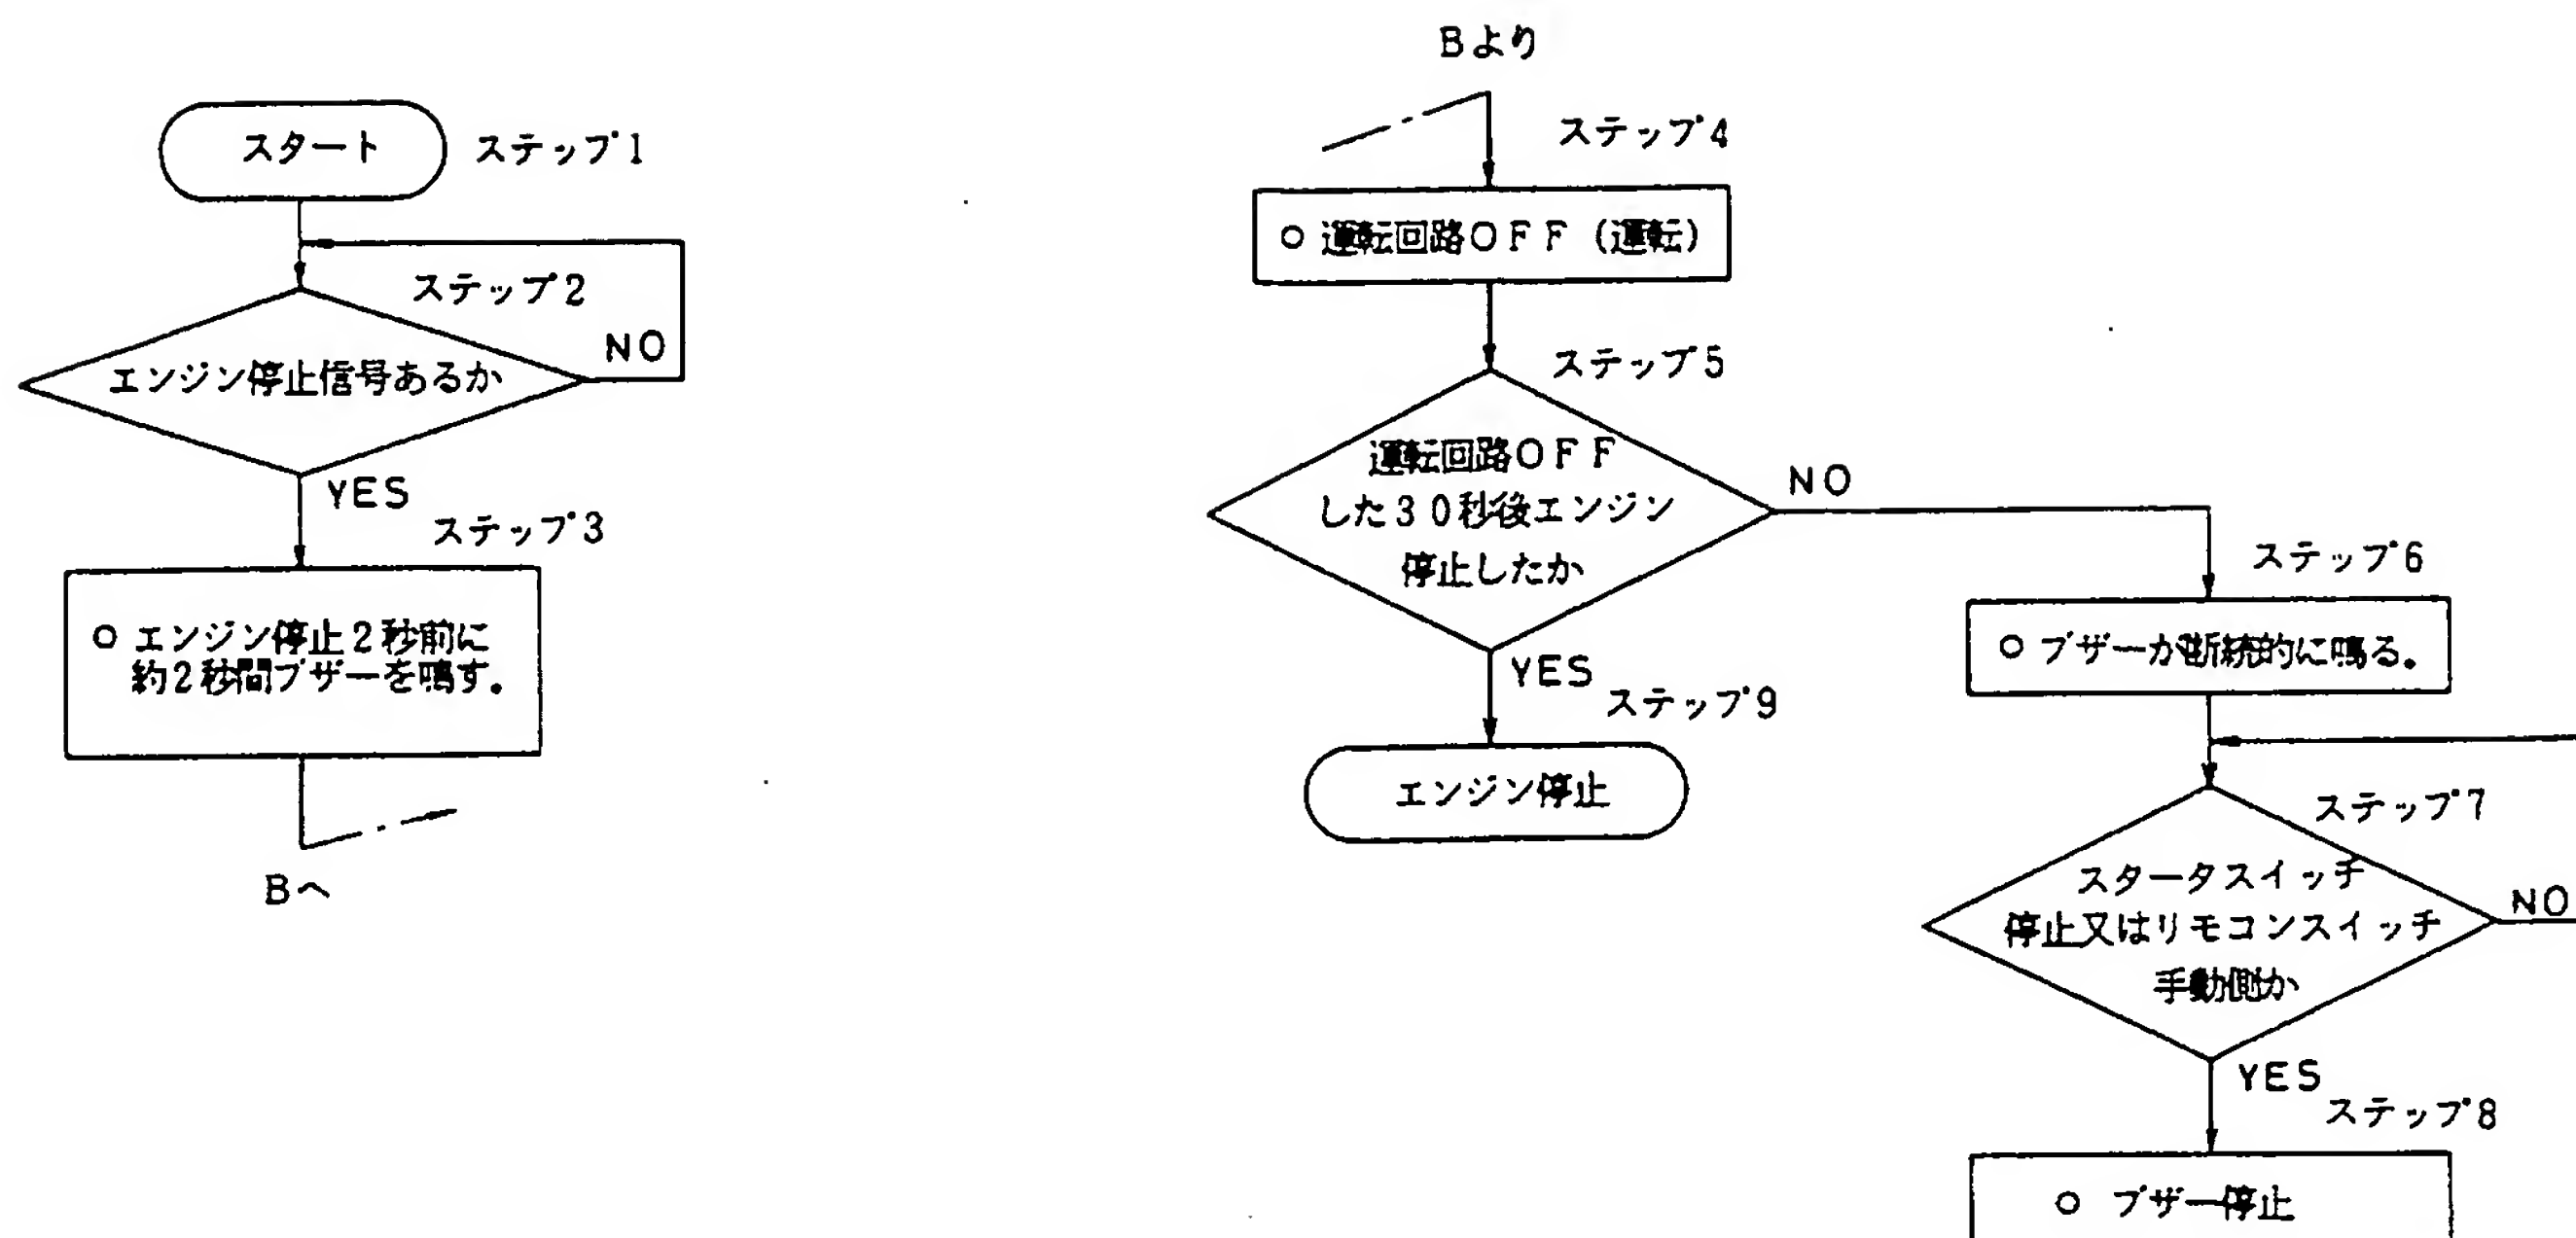 スタート
ステップ1
ステップ2
エンジン停止信号あるか
NO
YES
ステップ3
○ エンジン停止2秒前に
約2秒間ブザーを鳴す。
Bへ
Bより
ステップ4
○ 運転回路OFF (運転)
ステップ5
運転回路OFF
した30秒後エンジン
停止したか
NO
YES
ステップ9
エンジン停止
ステップ6
○ ブザーが断続的に鳴る。
ステップ7
スタータスイッチ
停止又はリモコンスイッチ
手動側か
NO
YES
ステップ8
○ ブザー停止